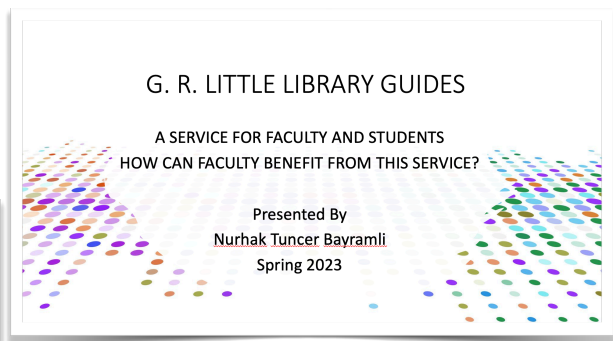 G. R. LITTLE LIBRARY GUIDES
A SERVICE FOR FACULTY AND STUDENTS
HOW CAN FACULTY BENEFIT FROM THIS SERVICE?
Presented By
Nurhak Tuncer Bayramli
Spring 2023